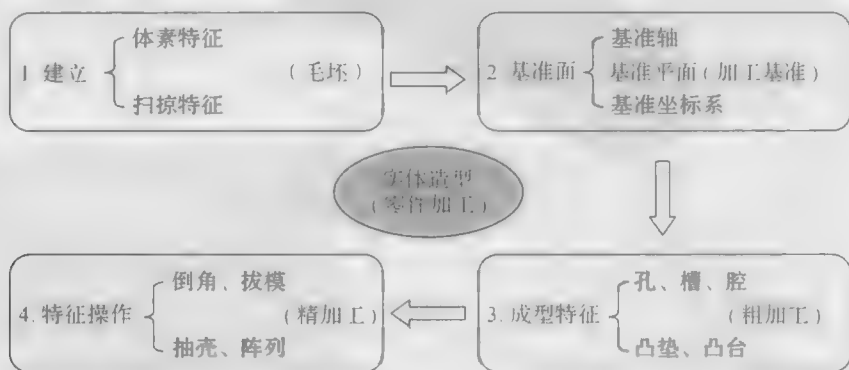 1 建立
体素特征
扫掠特征
(毛坯)
2 基准面
基准轴
基准平面(加工基准)
基准坐标系
实体造型
(零件加工)
4. 特征操作
倒角、拔模
抽壳、阵列
(精加工)
3. 成型特征
孔、槽、腔
凸垫、凸台
(粗加工)